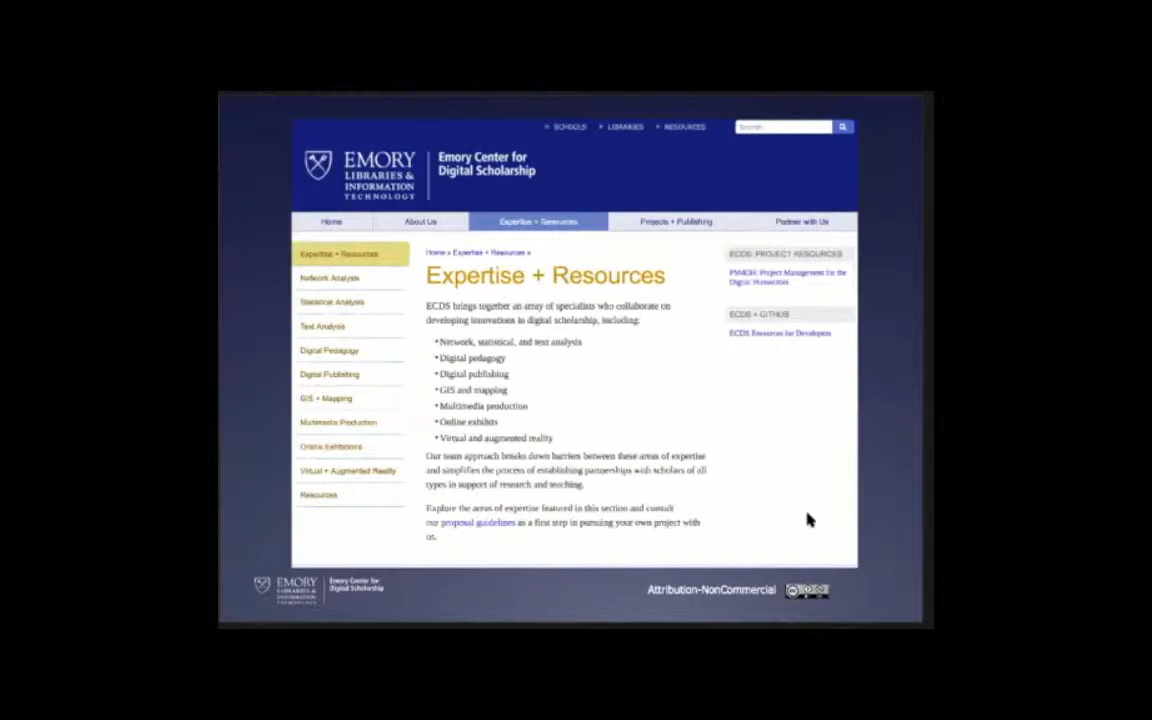 SCHOOLS LIBRARIES RESOURCES Search
EMORY
LIBRARIES &
INFORMATION
TECHNOLOGY
Emory Center for
Digital Scholarship
Home About Us Expertise + Resources Projects + Publishing Partner with Us
Expertise + Resources
Network Analysis
Statistical Analysis
Text Analysis
Digital Pedagogy
Digital Publishing
GIS + Mapping
Multimedia Production
Online Exhibitions
Virtual + Augmented Reality
Resources
Home » Expertise + Resources »
Expertise + Resources
ECDS brings together an array of specialists who collaborate on
developing innovations in digital scholarship, including:
• Network, statistical, and text analysis
• Digital pedagogy
• Digital publishing
• GIS and mapping
• Multimedia production
• Online exhibits
• Virtual and augmented reality
Our team approach breaks down barriers between these areas of expertise
and simplifies the process of establishing partnerships with scholars of all
types in support of research and teaching.
Explore the areas of expertise featured in this section and consult
our proposal guidelines as a first step in pursuing your own project with
us.
ECDS: PROJECT RESOURCES
PM4DH: Project Management for the
Digital Humanities
ECDS + GITHUB
ECDS Resources for Developers
EMORY
LIBRARIES &
INFORMATION
TECHNOLOGY
Emory Center for
Digital Scholarship
Attribution-NonCommercial